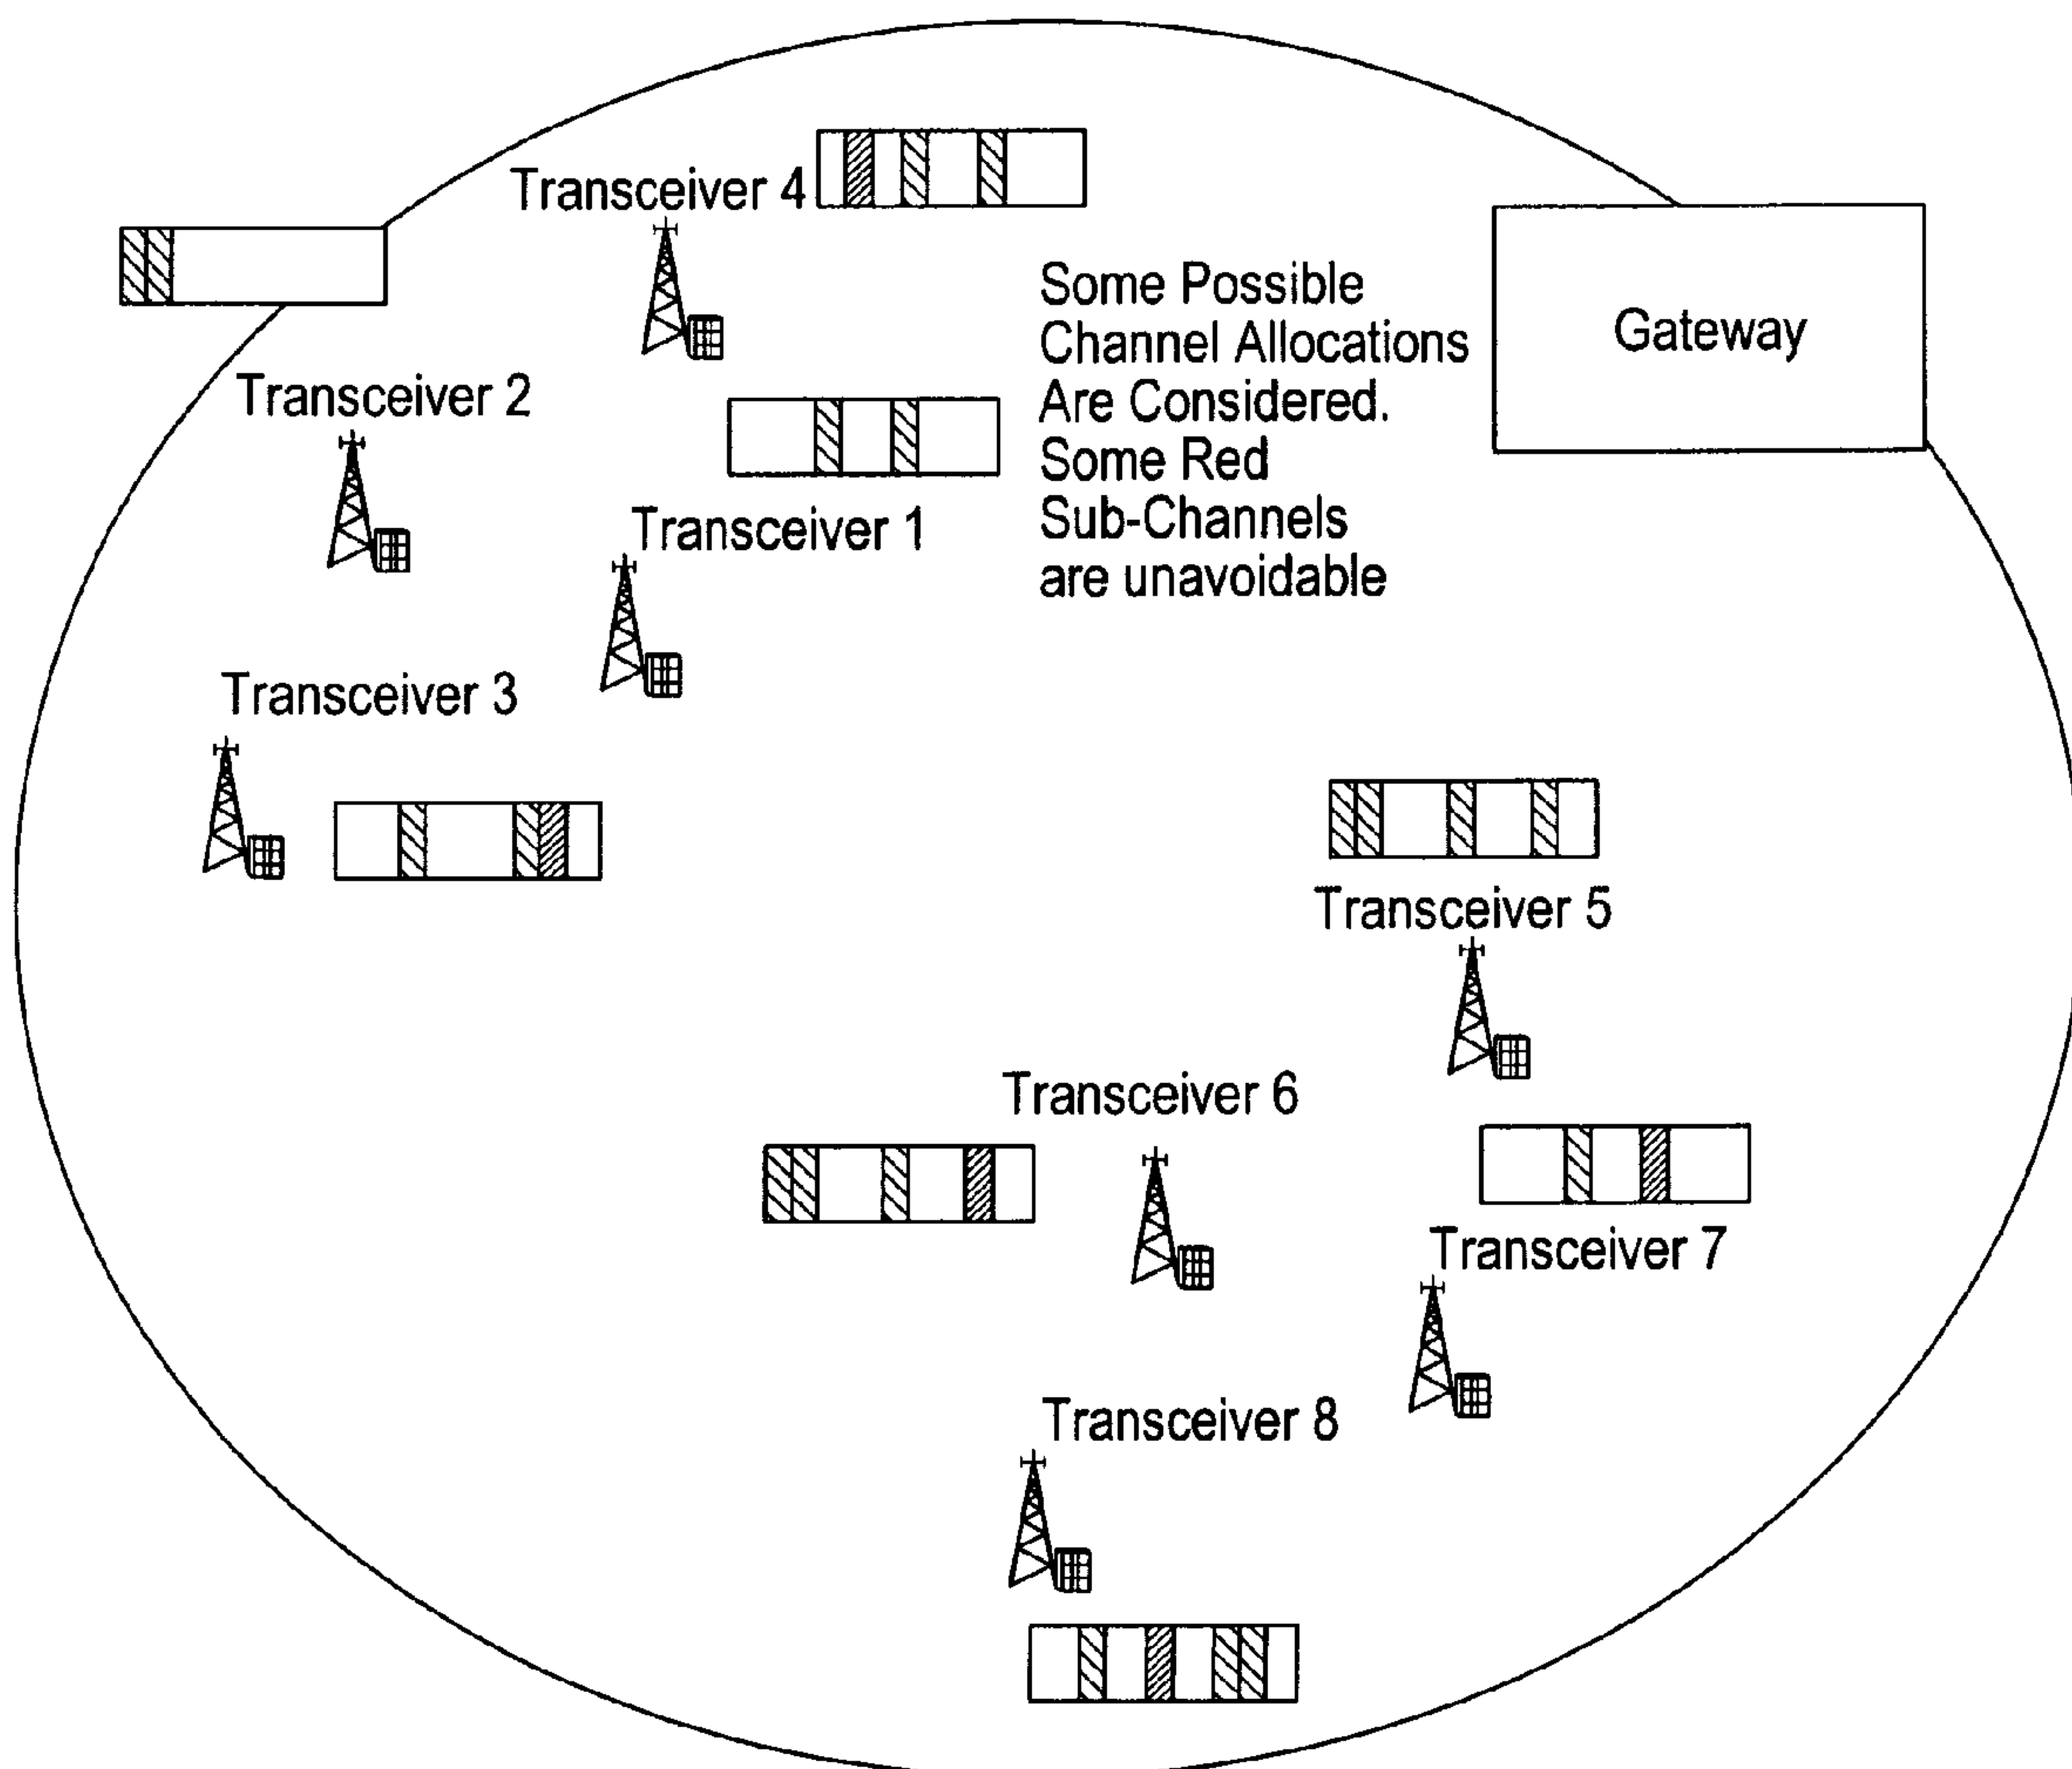 Transceiver 4
Some Possible
Channel Allocations
Are Considered.
Some Red
Sub-Channels
are unavoidable
Gateway
Transceiver 2
Transceiver 1
Transceiver 3
Transceiver 5
Transceiver 6
Transceiver 7
Transceiver 8